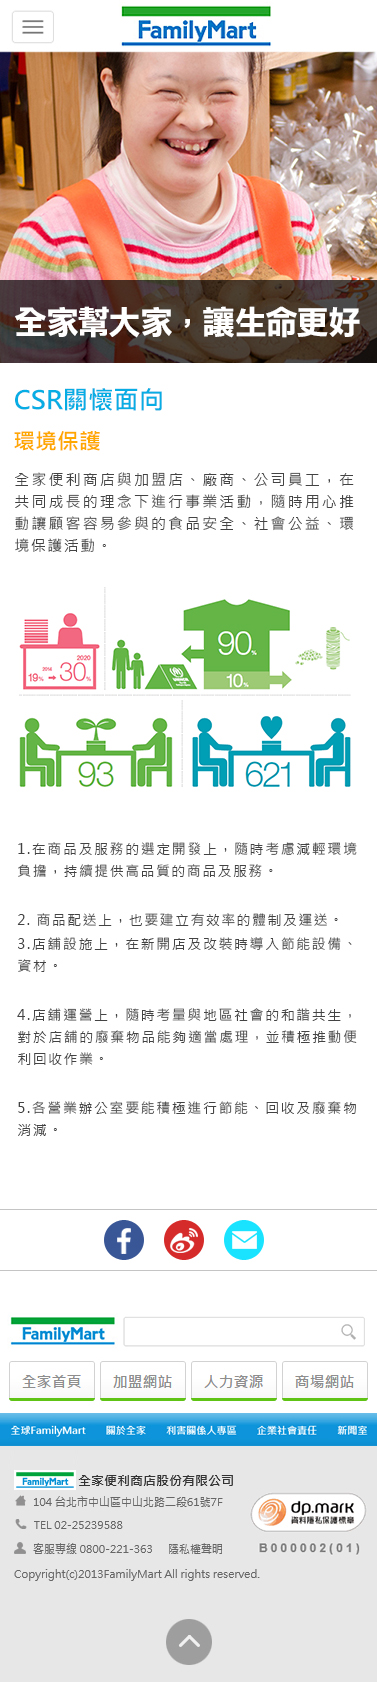 FamilyMart
全家幫大家，讓生命更好
CSR關懷面向
環境保護
全家便利商店與加盟店、廠商、公司員工，在
共同成長的理念下進行事業活動，隨時用心推
動讓顧客容易參與的食品安全、社會公益、環
境保護活動。
2014 2020
19% 30%
90%
10%
93
621
1.在商品及服務的選定開發上，隨時考慮減輕環境
負擔，持續提供高品質的商品及服務。
2. 商品配送上，也要建立有效率的體制及運送。
3.店舖設施上，在新開店及改裝時導入節能設備、
資材。
4.店舖運營上，隨時考量與地區社會的和諧共生，
對於店舖的廢棄物品能夠適當處理，並積極推動便
利回收作業。
5.各營業辦公室要能積極進行節能、回收及廢棄物
消減。
FamilyMart
全家首頁 加盟網站 人力資源 商場網站
全球FamilyMart 關於全家 利害關係人專區 企業社會責任 新聞室
FamilyMart 全家便利商店股份有限公司
104 台北市中山區中山北路二段61號7F
TEL 02-25239588
客服專線 0800-221-363 隱私權聲明
Copyright(c)2013FamilyMart All rights reserved.
dp.mark
資料隱私保護標章
B000002(01)